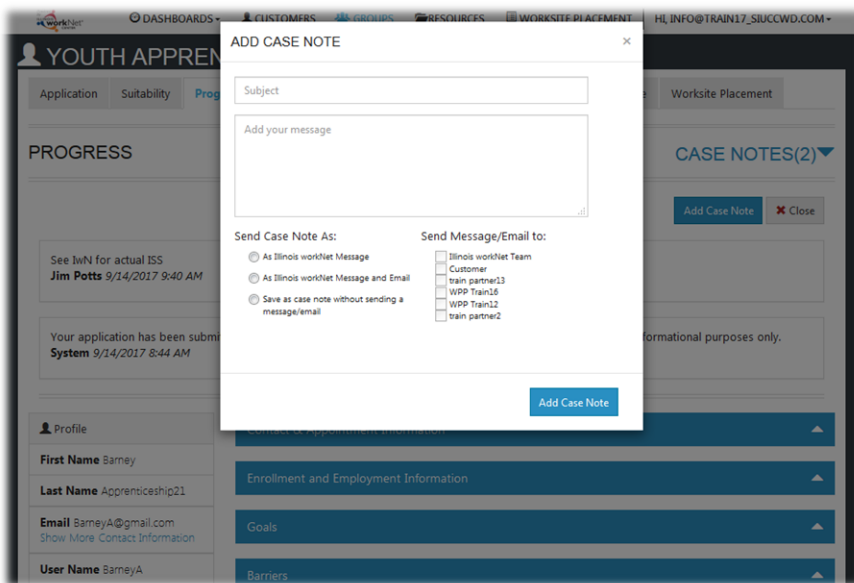 workNet DASHBOARDS CUSTOMERS GROUPS RESOURCES WORKSITE PLACEMENT HI, INFO@TRAIN17_SIUCCWD.COM
ADD CASE NOTE ×
YOUTH APPREN
Application Suitability Prog Worksite Placement
Subject
Add your message
PROGRESS CASE NOTES(2)
Add Case Note Close
Send Case Note As: Send Message/Email to:
As Illinois workNet Message
As Illinois workNet Message and Email
Save as case note without sending a
message/email
Illinois workNet Team
Customer
train partner13
WPP Train16
WPP Train12
train partner2
See IwN for actual ISS
Jim Potts 9/14/2017 9:40 AM
Your application has been submi formational purposes only.
System 9/14/2017 8:44 AM
Add Case Note
Profile
First Name Barney
Last Name Apprenticeship21
Email BarneyA@gmail.com
Show More Contact Information
User Name BarneyA
Contact & Appointment Information
Enrollment and Employment Information
Goals
Barriers